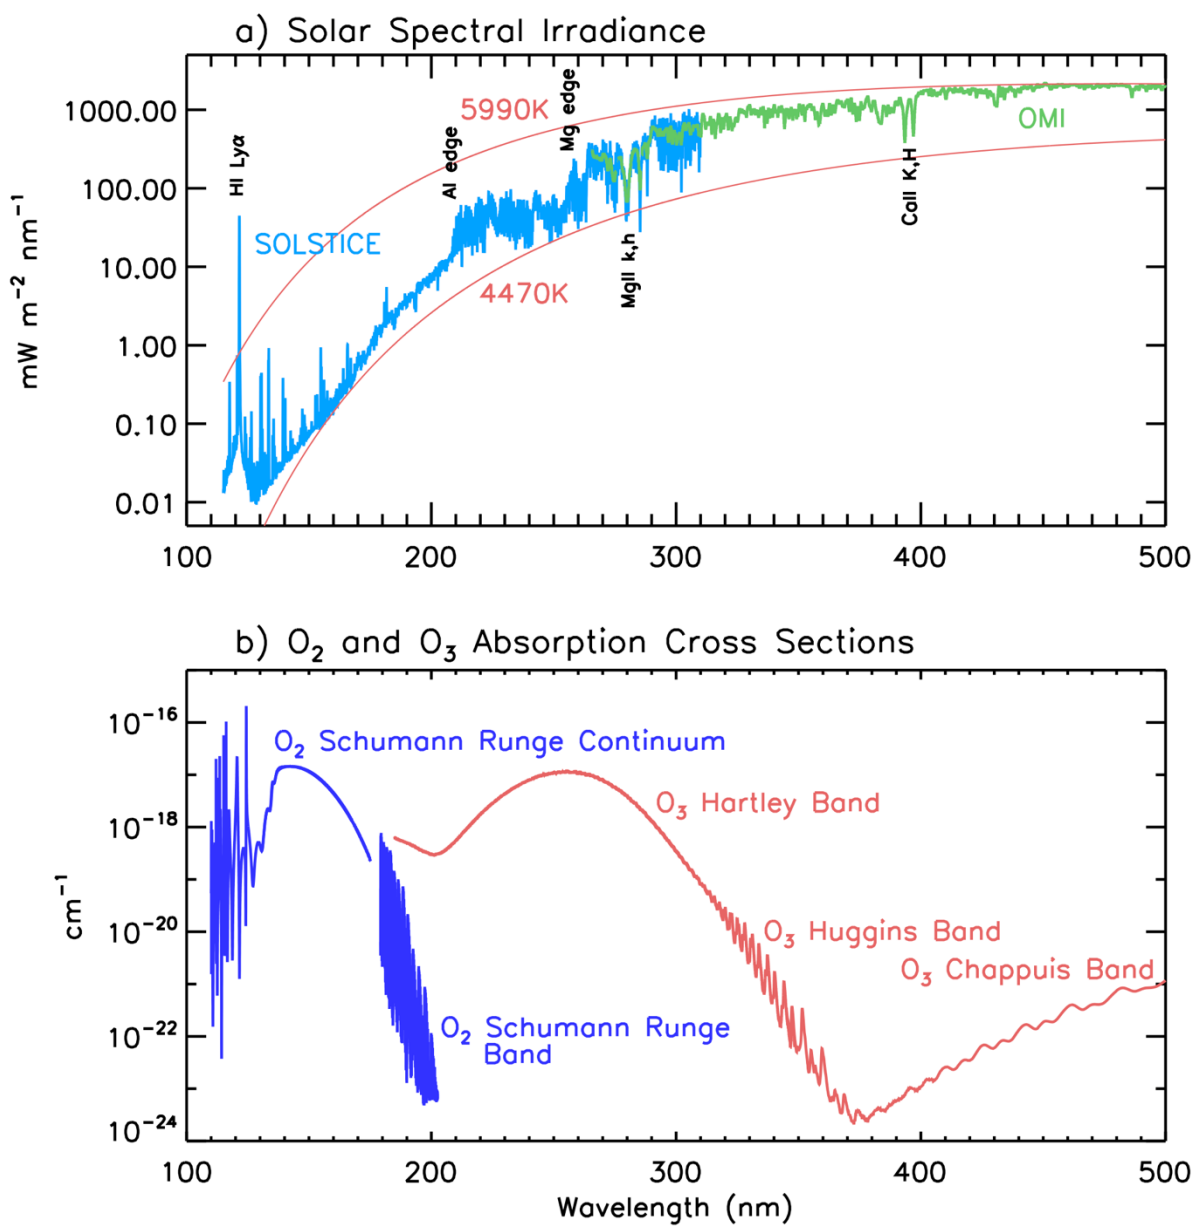 a) Solar Spectral Irradiance
1000.00
100.00
10.00
1.00
0.10
0.01
mW m⁻² nm⁻¹
HI Lyα
SOLSTICE
5990K
Al edge
Mg edge
4470K
MgII k,h
CaII K,H
OMI
100 200 300 400 500
b) O₂ and O₃ Absorption Cross Sections
10⁻¹⁶
10⁻¹⁸
10⁻²⁰
10⁻²²
10⁻²⁴
cm⁻¹
O₂ Schumann Runge Continuum
O₃ Hartley Band
O₃ Huggins Band
O₃ Chappuis Band
O₂ Schumann Runge
Band
100 200 300 400 500
Wavelength (nm)